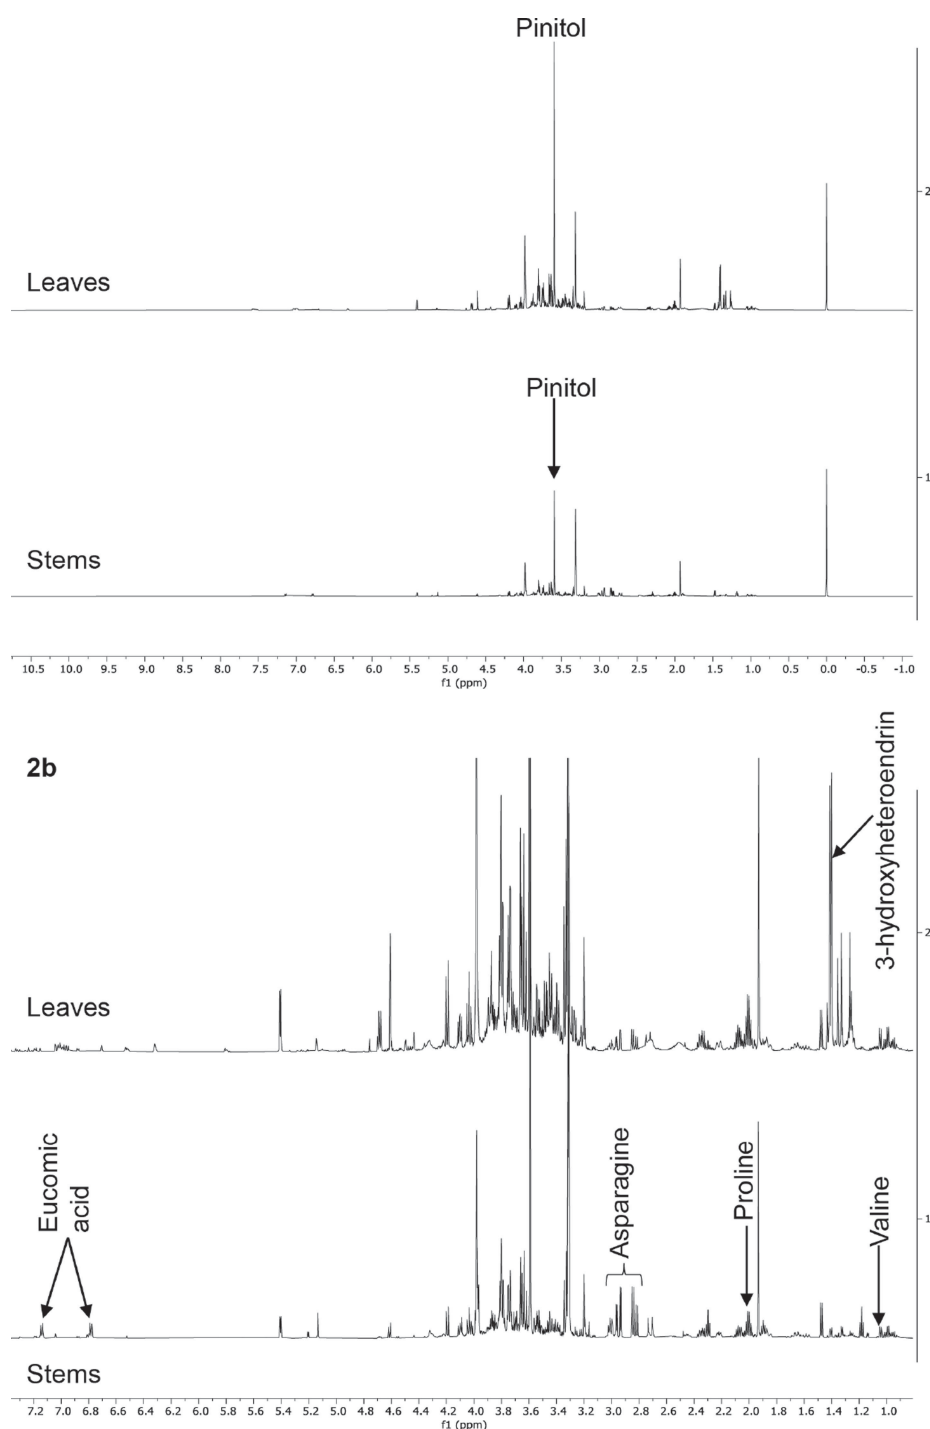 Pinitol
2
Leaves
Pinitol
1
Stems
10.5 10.0 9.5 9.0 8.5 8.0 7.5 7.0 6.5 6.0 5.5 5.0 4.5 4.0 3.5 3.0 2.5 2.0 1.5 1.0 0.5 0.0 -0.5 -1.0
f1 (ppm)
2b
3-hydroxyheteroendrin
2
Leaves
Eucomic
acid
Asparagine
Proline
Valine
1
Stems
7.2 7.0 6.8 6.6 6.4 6.2 6.0 5.8 5.6 5.4 5.2 5.0 4.8 4.6 4.4 4.2 4.0 3.8 3.6 3.4 3.2 3.0 2.8 2.6 2.4 2.2 2.0 1.8 1.6 1.4 1.2 1.0
f1 (ppm)